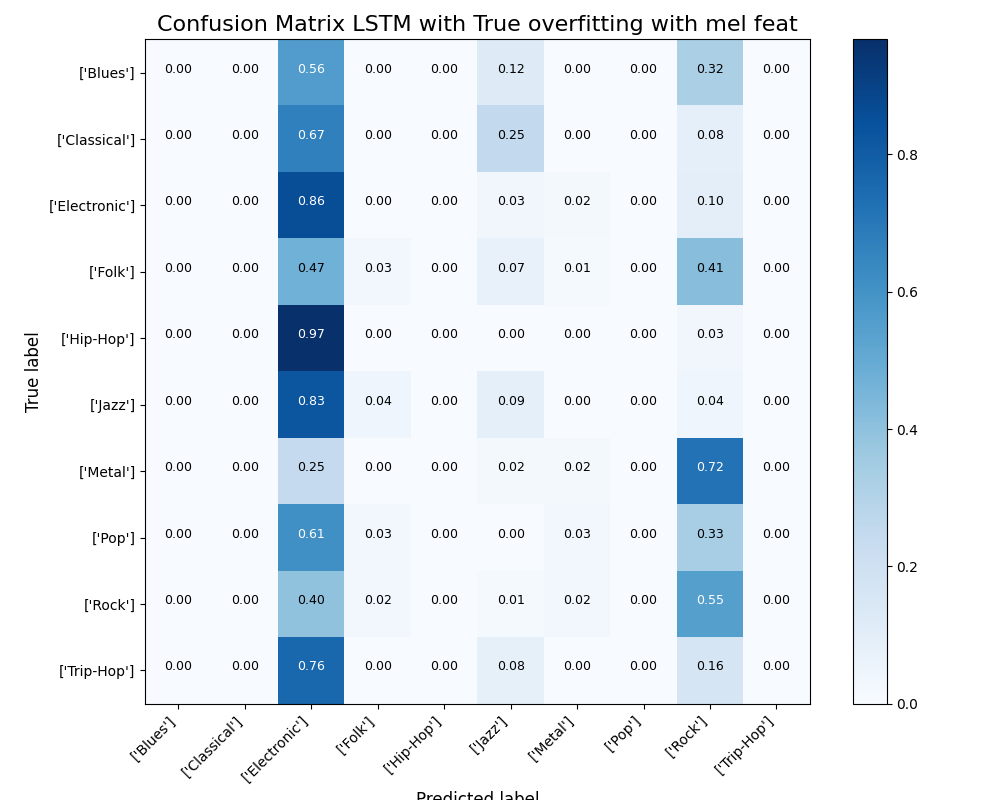 Confusion Matrix LSTM with True overfitting with mel feat
['Blues'] 0.00 0.00 0.56 0.00 0.00 0.12 0.00 0.00 0.32 0.00
['Classical'] 0.00 0.00 0.67 0.00 0.00 0.25 0.00 0.00 0.08 0.00
['Electronic'] 0.00 0.00 0.86 0.00 0.00 0.03 0.02 0.00 0.10 0.00
['Folk'] 0.00 0.00 0.47 0.03 0.00 0.07 0.01 0.00 0.41 0.00
['Hip-Hop'] 0.00 0.00 0.97 0.00 0.00 0.00 0.00 0.00 0.03 0.00
['Jazz'] 0.00 0.00 0.83 0.04 0.00 0.09 0.00 0.00 0.04 0.00
['Metal'] 0.00 0.00 0.25 0.00 0.00 0.02 0.02 0.00 0.72 0.00
['Pop'] 0.00 0.00 0.61 0.03 0.00 0.00 0.03 0.00 0.33 0.00
['Rock'] 0.00 0.00 0.40 0.02 0.00 0.01 0.02 0.00 0.55 0.00
['Trip-Hop'] 0.00 0.00 0.76 0.00 0.00 0.08 0.00 0.00 0.16 0.00
['Blues'] ['Classical'] ['Electronic'] ['Folk'] ['Hip-Hop'] ['Jazz'] ['Metal'] ['Pop'] ['Rock'] ['Trip-Hop']
True label
Predicted label
0.8
0.6
0.4
0.2
0.0